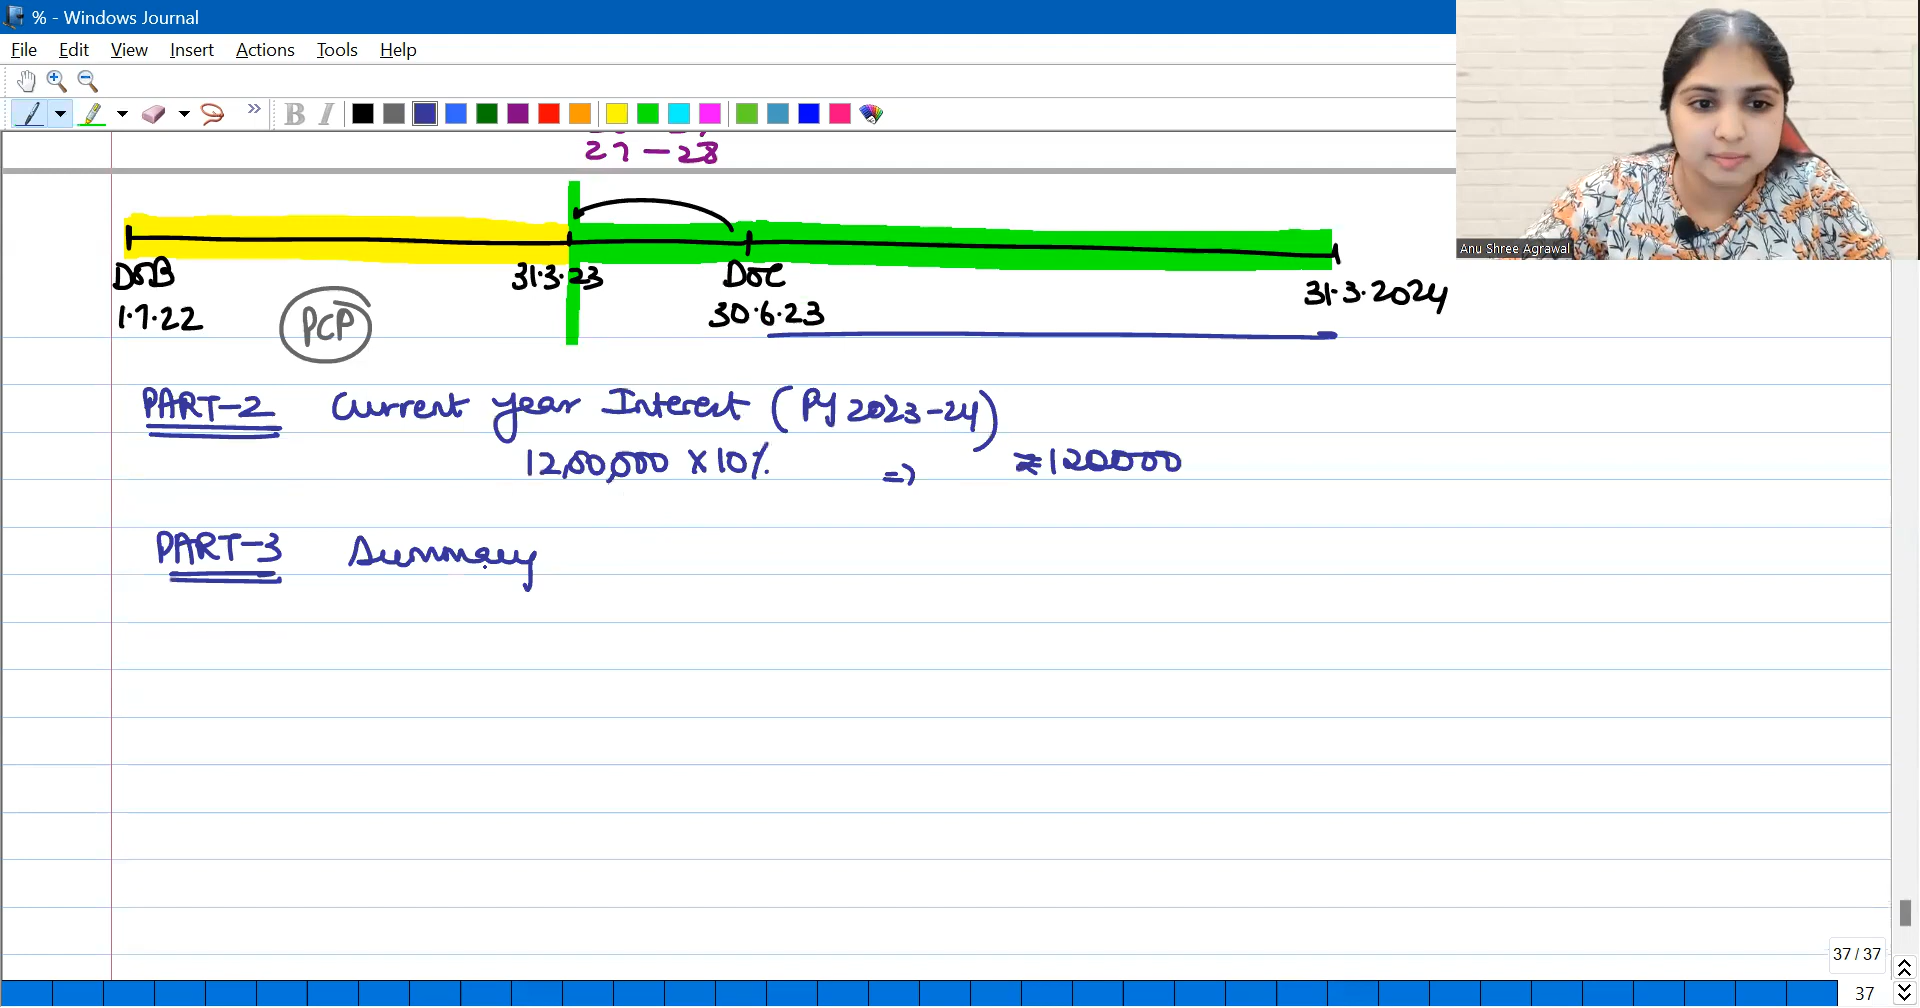 % - Windows Journal
File Edit View Insert Actions Tools Help
B I
27 - 28
DOB 31.3.23 DOC 31.3.2024
1.7.22 PCP 30.6.23
Anu Shree Agrawal
PART-2 Current year Interest (PY 2023-24)
12,00,000 x 10% => ₹120000
PART-3 Summary
37 / 37
37